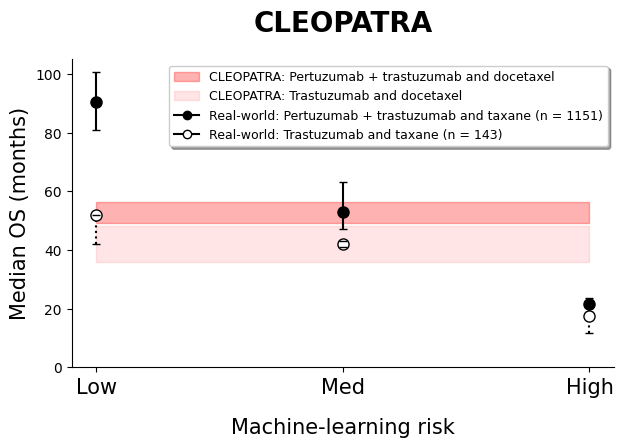 CLEOPATRA
CLEOPATRA: Pertuzumab + trastuzumab and docetaxel
CLEOPATRA: Trastuzumab and docetaxel
Real-world: Pertuzumab + trastuzumab and taxane (n = 1151)
Real-world: Trastuzumab and taxane (n = 143)
Median OS (months)
100
80
60
40
20
0
Low Med High
Machine-learning risk